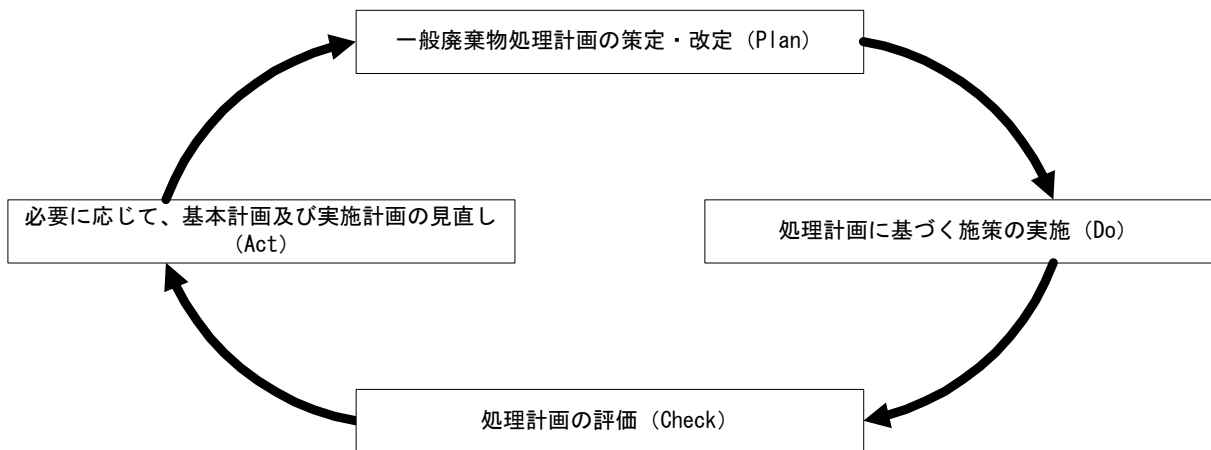 一般廃棄物処理計画の策定・改定（Plan）
必要に応じて、基本計画及び実施計画の見直し
（Act）
処理計画に基づく施策の実施（Do）
処理計画の評価（Check）